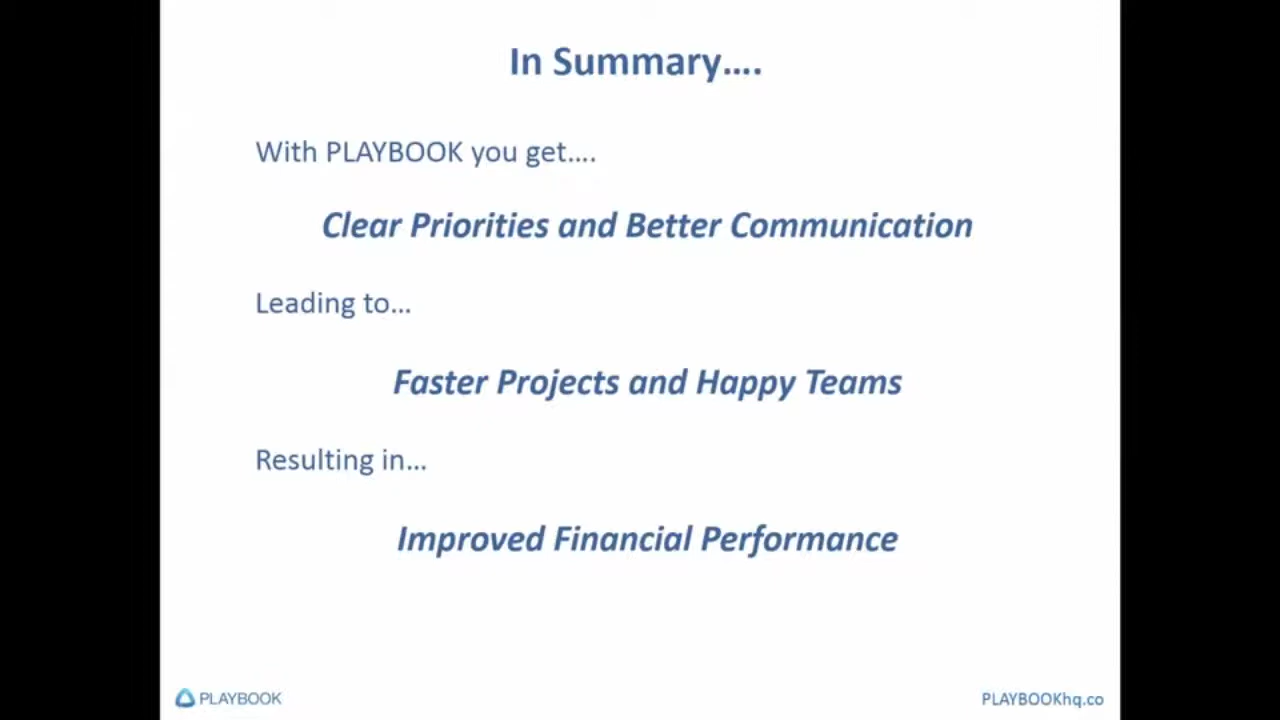 In Summary....
With PLAYBOOK you get....
Clear Priorities and Better Communication
Leading to...
Faster Projects and Happy Teams
Resulting in...
Improved Financial Performance
PLAYBOOK
PLAYBOOKhq.co